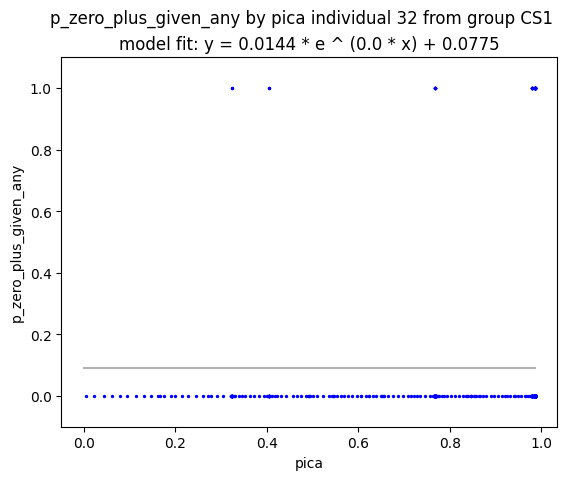 p_zero_plus_given_any by pica individual 32 from group CS1
model fit: y = 0.0144 * e ^ (0.0 * x) + 0.0775
1.0
0.8
0.6
0.4
0.2
0.0
p_zero_plus_given_any
0.0 0.2 0.4 0.6 0.8 1.0
pica